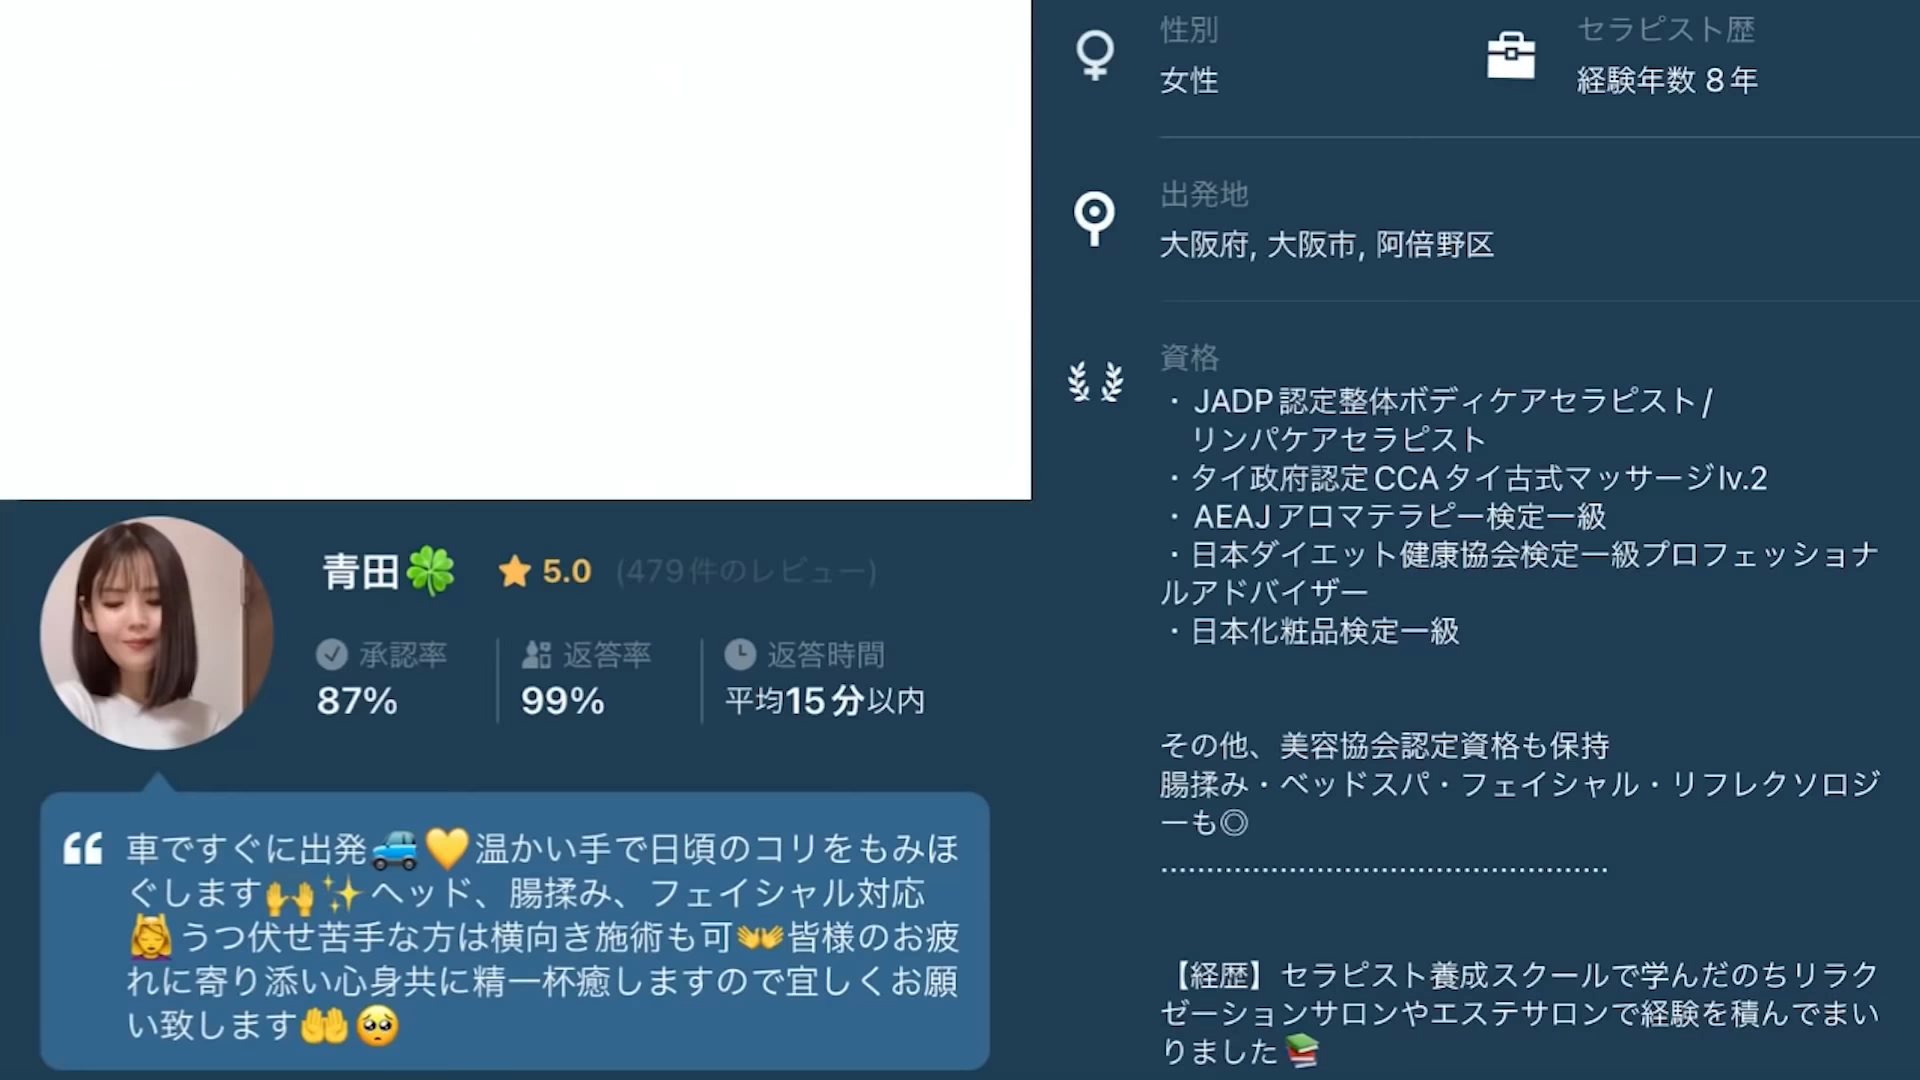 青田🍀 ★ 5.0 (479件のレビュー)
承認率 返答率 返答時間
87% 99% 平均15分以内
車ですぐに出発🚙💛温かい手で日頃のコリをもみほ
ぐします🙌✨ヘッド、腸揉み、フェイシャル対応
💆うつ伏せ苦手な方は横向き施術も可👐皆様のお疲
れに寄り添い心身共に精一杯癒しますので宜しくお願
い致します🤲🥺
性別 セラピスト歴
女性 経験年数 8年
出発地
大阪府, 大阪市, 阿倍野区
資格
・JADP認定整体ボディケアセラピスト/
リンパケアセラピスト
・タイ政府認定CCAタイ古式マッサージlv.2
・AEAJアロマテラピー検定一級
・日本ダイエット健康協会検定一級プロフェッショナ
ルアドバイザー
・日本化粧品検定一級
その他、美容協会認定資格も保持
腸揉み・ベッドスパ・フェイシャル・リフレクソロジ
ーも◎
【経歴】セラピスト養成スクールで学んだのちリラク
ゼーションサロンやエステサロンで経験を積んでまい
りました📚